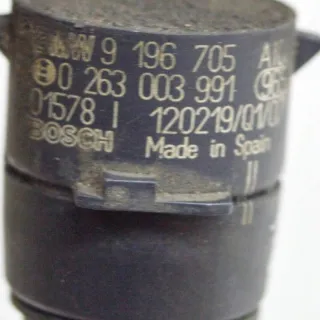 9 196 705
0 263 003 991
01578 I 120219/01/0
BOSCH Made in Spain